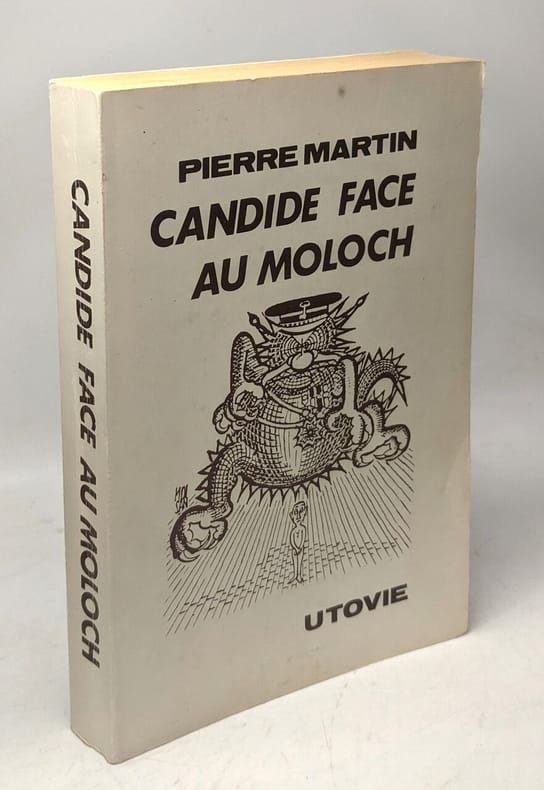 CANDIDE FACE AU MOLOCH
PIERRE MARTIN
CANDIDE FACE
AU MOLOCH
UTOVIE